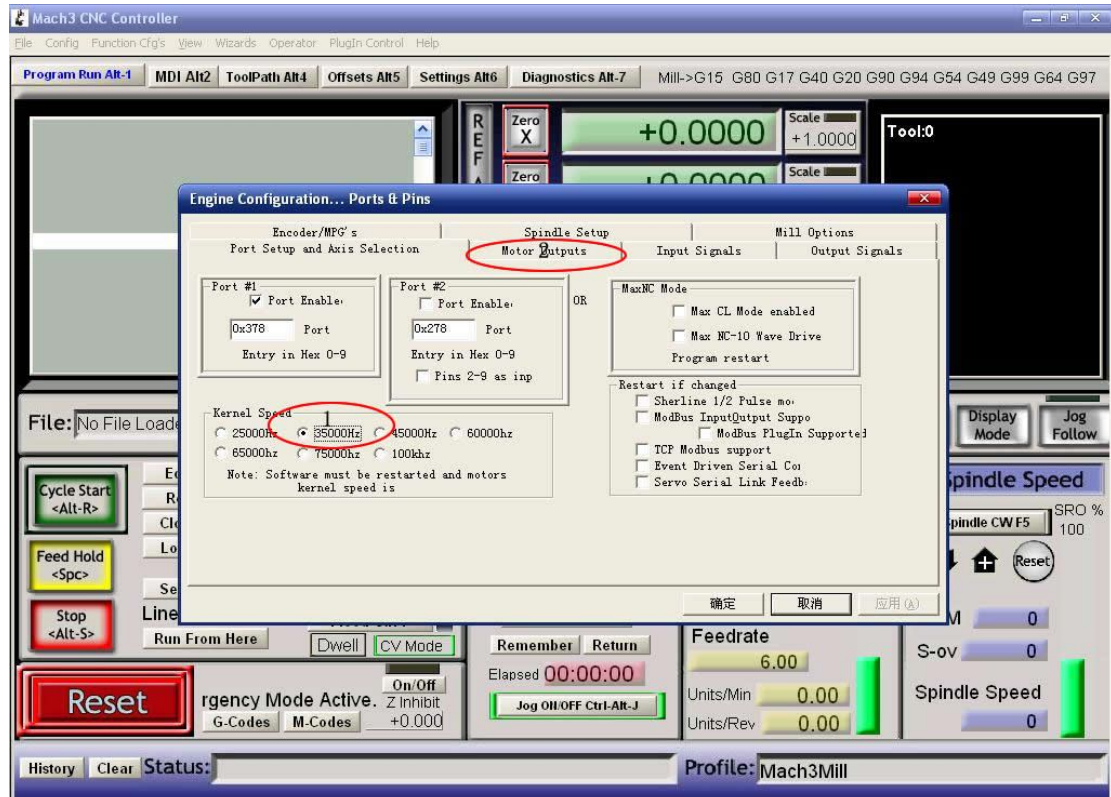 Mach3 CNC Controller
File Config Function Cfg's View Wizards Operator PlugIn Control Help
Program Run Alt-1 MDI Alt2 ToolPath Alt4 Offsets Alt5 Settings Alt6 Diagnostics Alt-7 Mill->G15 G80 G17 G40 G20 G90 G94 G54 G49 G99 G64 G97
REF
Zero X +0.0000 Scale +1.0000
Tool:0
Zero Scale
Engine Configuration... Ports & Pins
Encoder/MPG's Spindle Setup Mill Options
Port Setup and Axis Selection Motor Outputs Input Signals Output Signals
2
Port #1
Port Enable
0x378 Port
Entry in Hex 0-9
Port #2
Port Enable
0x278 Port
Entry in Hex 0-9
Pins 2-9 as inp
OR
MaxNC Mode
Max CL Mode enabled
Max NC-10 Wave Drive
Program restart
Restart if changed
Sherline 1/2 Pulse mo
ModBus InputOutput Suppo
ModBus PlugIn Supported
TCP Modbus support
Event Driven Serial Co
Servo Serial Link Feedb
Kernel Speed
1
25000Hz 35000Hz 45000Hz 60000hz
65000hz 75000hz 100khz
Note: Software must be restarted and motors
kernel speed is
确定 取消 应用(A)
File: No File Loade
Display Mode
Jog Follow
Cycle Start <Alt-R>
Feed Hold <Spc>
Stop <Alt-S>
Ed
R
Clo
Lo
Se
Line
Run From Here
Dwell CV Mode
Remember Return
Elapsed 00:00:00
Jog ON/OFF Ctrl-Alt-J
Feedrate
6.00
Units/Min 0.00
Units/Rev 0.00
pindle Speed
pindle CW F5
SRO %
100
Reset
M 0
S-ov 0
Spindle Speed
0
Reset
rgency Mode Active.
On/Off
Z Inhibit
+0.000
G-Codes M-Codes
History Clear Status:
Profile: Mach3Mill